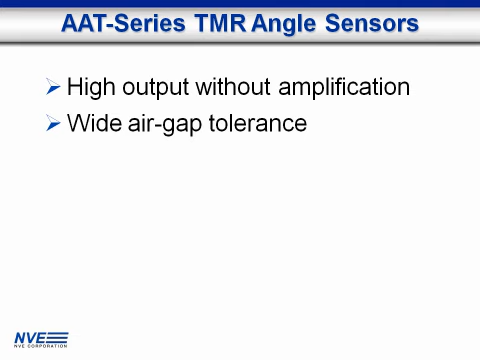 AAT-Series TMR Angle Sensors
High output without amplification
Wide air-gap tolerance
NVE
NVE CORPORATION